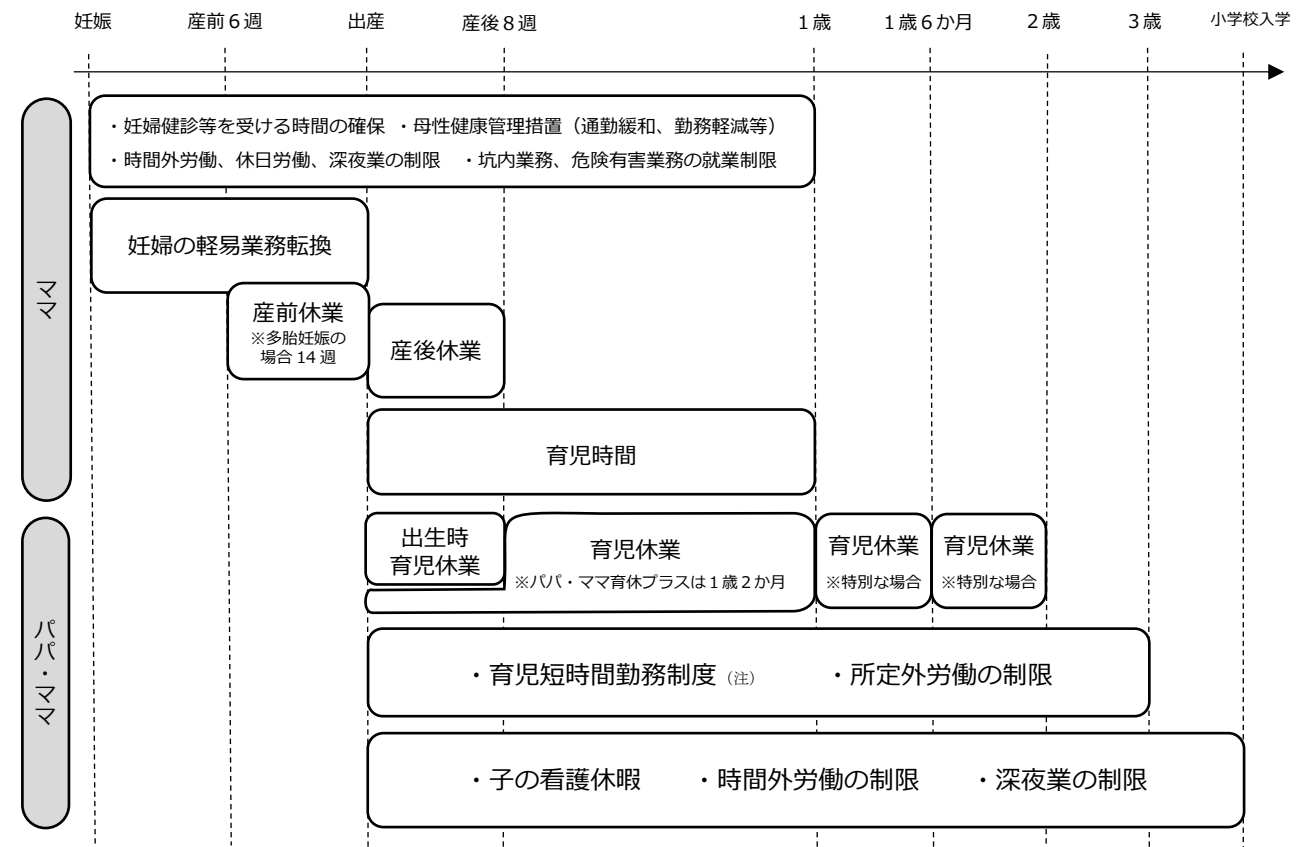 妊娠 産前6週 出産 産後8週 1歳 1歳6か月 2歳 3歳 小学校入学
ママ
・妊婦健診等を受ける時間の確保 ・母性健康管理措置（通勤緩和、勤務軽減等）
・時間外労働、休日労働、深夜業の制限 ・坑内業務、危険有害業務の就業制限
妊婦の軽易業務転換
産前休業
※多胎妊娠の
場合 14 週
産後休業
育児時間
パパ・ママ
出生時
育児休業
育児休業
※パパ・ママ育休プラスは1歳2か月
育児休業
※特別な場合
育児休業
※特別な場合
・育児短時間勤務制度（注） ・所定外労働の制限
・子の看護休暇 ・時間外労働の制限 ・深夜業の制限